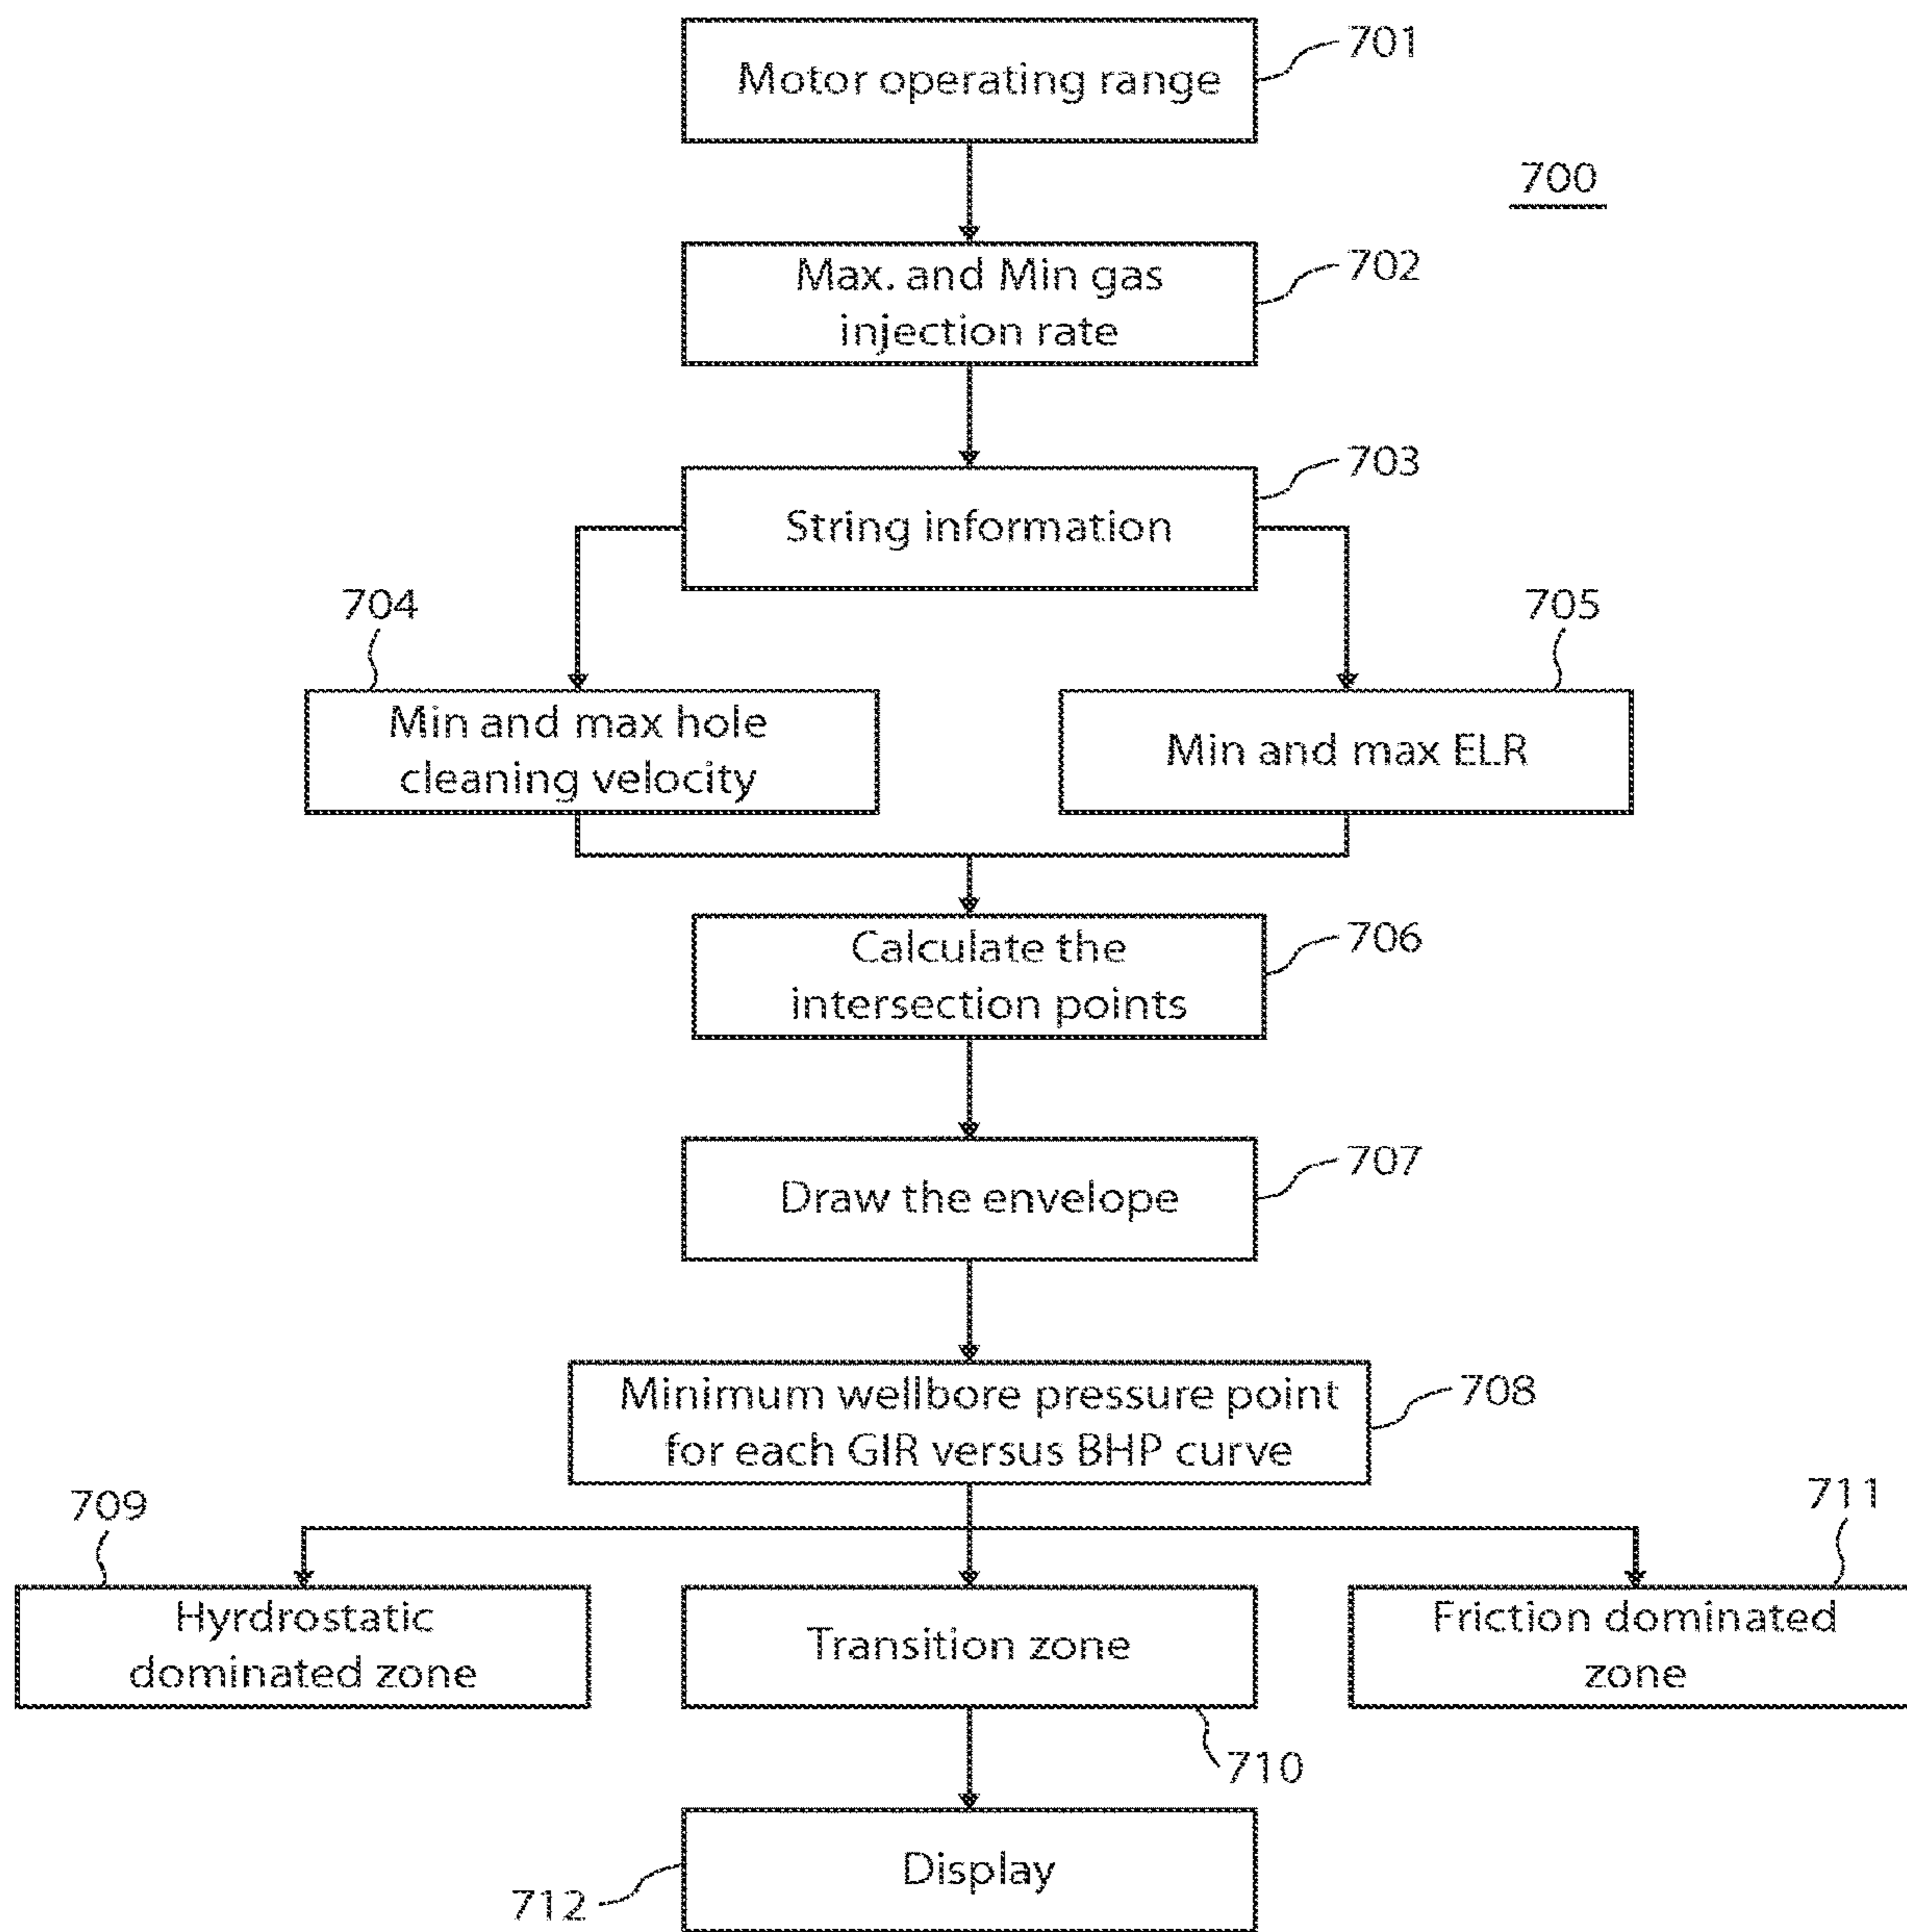 Motor operating range
701
700
Max. and Min gas
injection rate
702
String information
703
704
705
Min and max hole
cleaning velocity
Min and max ELR
Calculate the
intersection points
706
Draw the envelope
707
Minimum wellbore pressure point
for each GIR versus BHP curve
708
709
711
Hyrdrostatic
dominated zone
Transition zone
Friction dominated
zone
710
Display
712